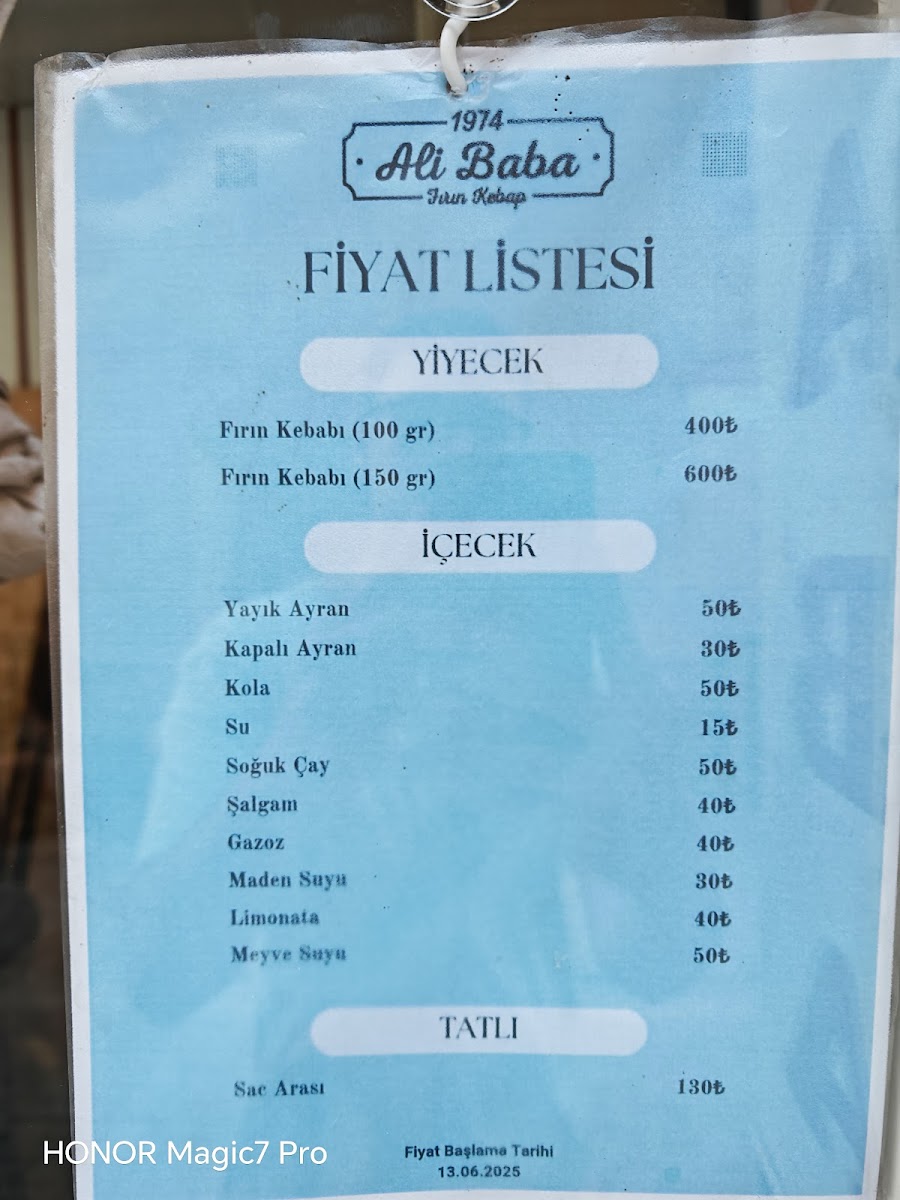 1974
Ali Baba
Fırın Kebap
FİYAT LİSTESİ
YİYECEK
Fırın Kebabı (100 gr) 400₺
Fırın Kebabı (150 gr) 600₺
İÇECEK
Yayık Ayran 50₺
Kapalı Ayran 30₺
Kola 50₺
Su 15₺
Soğuk Çay 50₺
Şalgam 40₺
Gazoz 40₺
Maden Suyu 30₺
Limonata 40₺
Meyve Suyu 50₺
TATLI
Sac Arası 130₺
Fiyat Başlama Tarihi
13.06.2025
HONOR Magic7 Pro